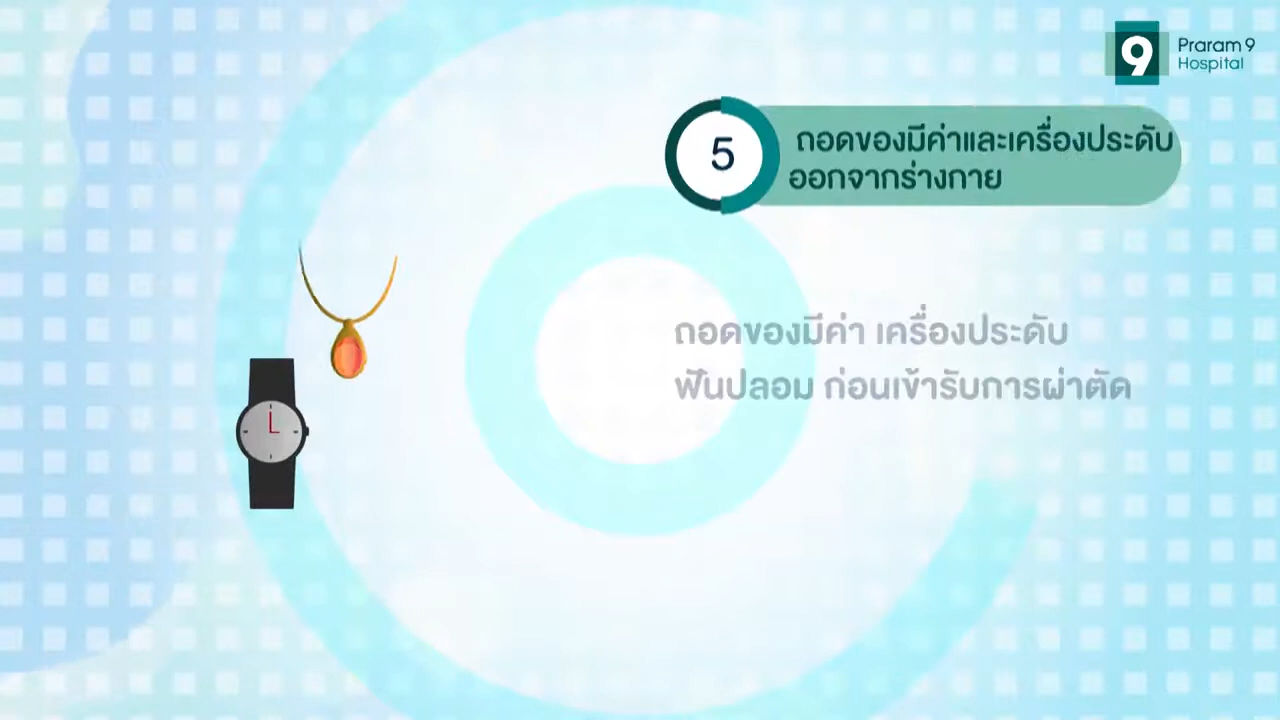 9 Praram 9
Hospital
5
ถอดของมีค่าและเครื่องประดับ
ออกจากร่างกาย
ถอดของมีค่า เครื่องประดับ
ฟันปลอม ก่อนเข้ารับการผ่าตัด